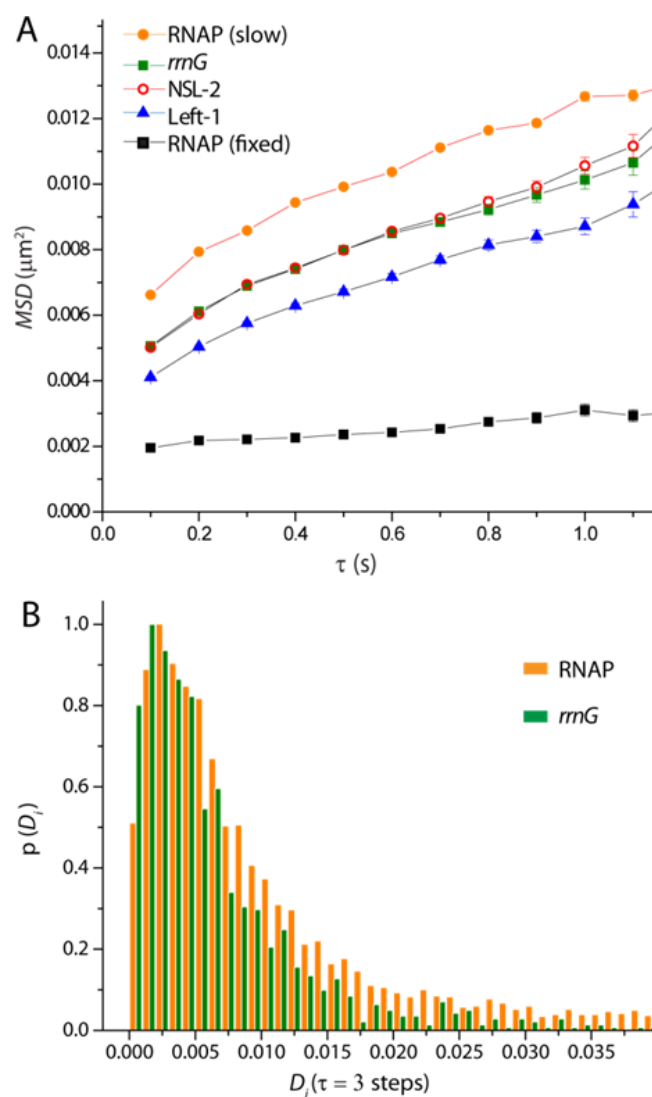 A
0.014
0.012
0.010
0.008
0.006
0.004
0.002
0.000
MSD (μm²)
RNAP (slow)
rrnG
NSL-2
Left-1
RNAP (fixed)
0.0 0.2 0.4 0.6 0.8 1.0
τ (s)
B
1.0
0.8
0.6
0.4
0.2
0.0
p (Di)
RNAP
rrnG
0.000 0.005 0.010 0.015 0.020 0.025 0.030 0.035
Di(τ = 3 steps)